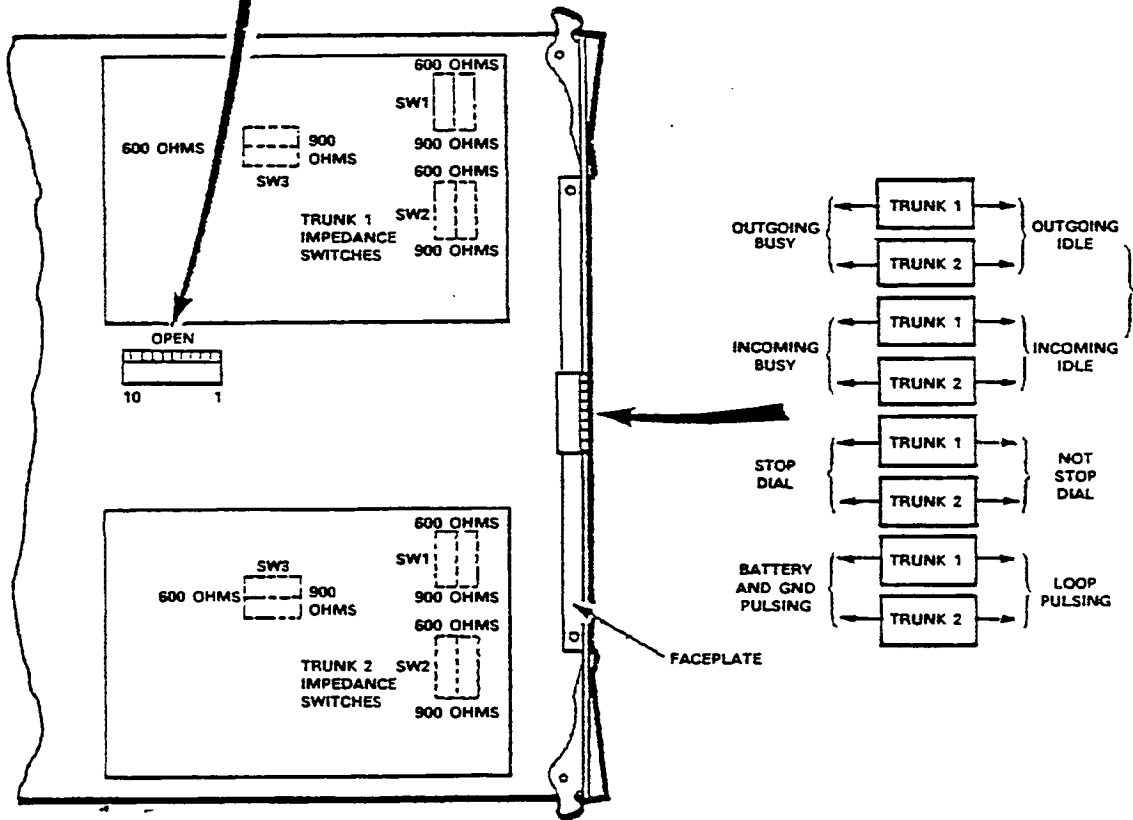 600 OHMS
SW1
900 OHMS
600 OHMS
900
OHMS
SW3
600 OHMS
SW2
900 OHMS
TRUNK 1
IMPEDANCE
SWITCHES
OPEN
10 1
600 OHMS
SW1
900 OHMS
SW3
600 OHMS
900
OHMS
600 OHMS
SW2
900 OHMS
TRUNK 2
IMPEDANCE
SWITCHES
FACEPLATE
OUTGOING
BUSY
TRUNK 1
TRUNK 2
OUTGOING
IDLE
INCOMING
BUSY
TRUNK 1
TRUNK 2
INCOMING
IDLE
STOP
DIAL
TRUNK 1
TRUNK 2
NOT
STOP
DIAL
BATTERY
AND GND
PULSING
TRUNK 1
TRUNK 2
LOOP
PULSING